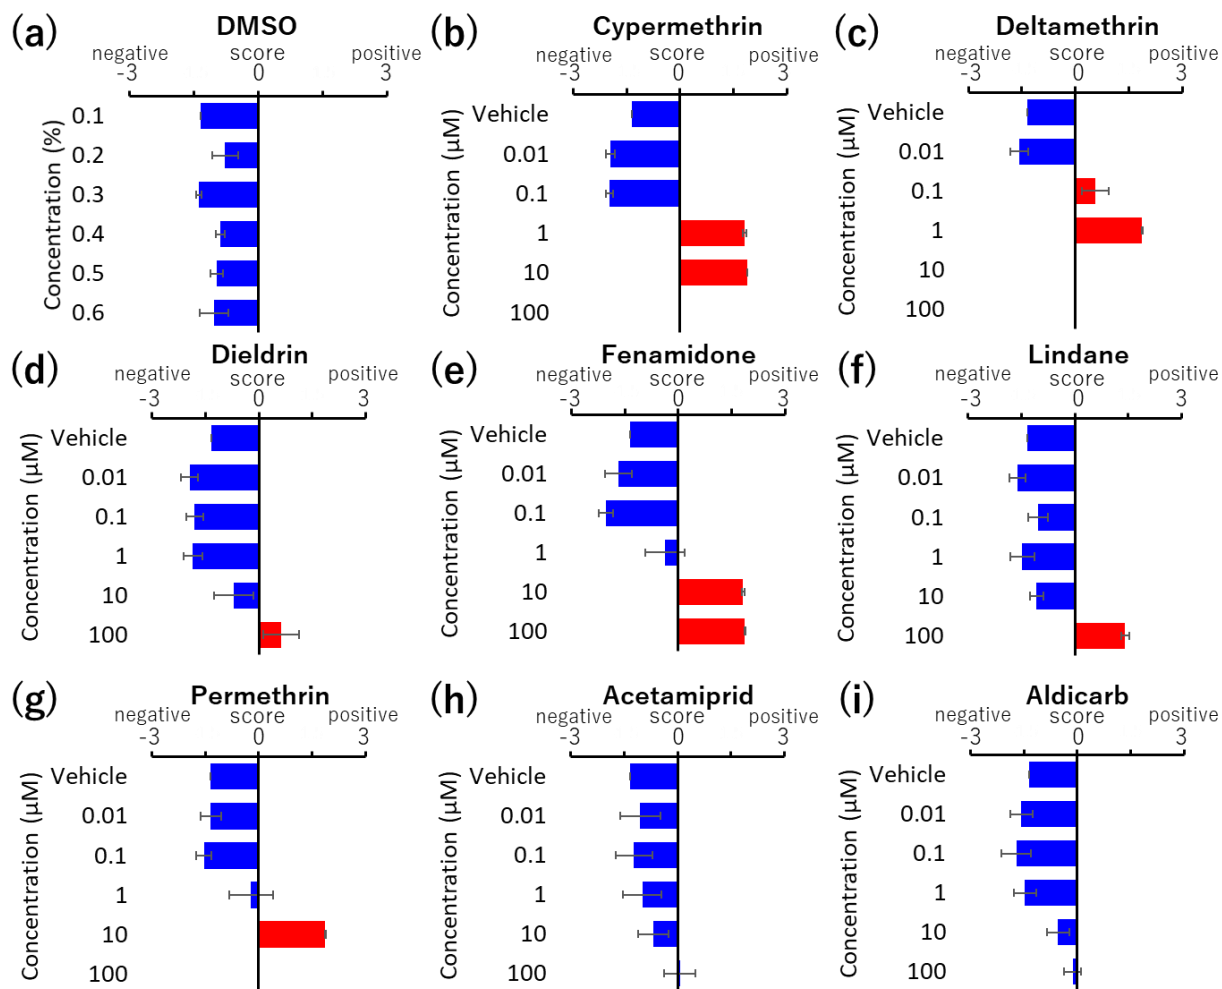 (a)
DMSO
negative score positive
-3 0 3
Concentration (%)
0.1
0.2
0.3
0.4
0.5
0.6
(b)
Cypermethrin
negative score positive
-3 0 3
Concentration (µM)
Vehicle
0.01
0.1
1
10
100
(c)
Deltamethrin
negative score positive
-3 0 3
Concentration (µM)
Vehicle
0.01
0.1
1
10
100
(d)
Dieldrin
negative score positive
-3 0 3
Concentration (µM)
Vehicle
0.01
0.1
1
10
100
(e)
Fenamidone
negative score positive
-3 0 3
Concentration (µM)
Vehicle
0.01
0.1
1
10
100
(f)
Lindane
negative score positive
-3 0 3
Concentration (µM)
Vehicle
0.01
0.1
1
10
100
(g)
Permethrin
negative score positive
-3 0 3
Concentration (µM)
Vehicle
0.01
0.1
1
10
100
(h)
Acetamiprid
negative score positive
-3 0 3
Concentration (µM)
Vehicle
0.01
0.1
1
10
100
(i)
Aldicarb
negative score positive
-3 0 3
Concentration (µM)
Vehicle
0.01
0.1
1
10
100